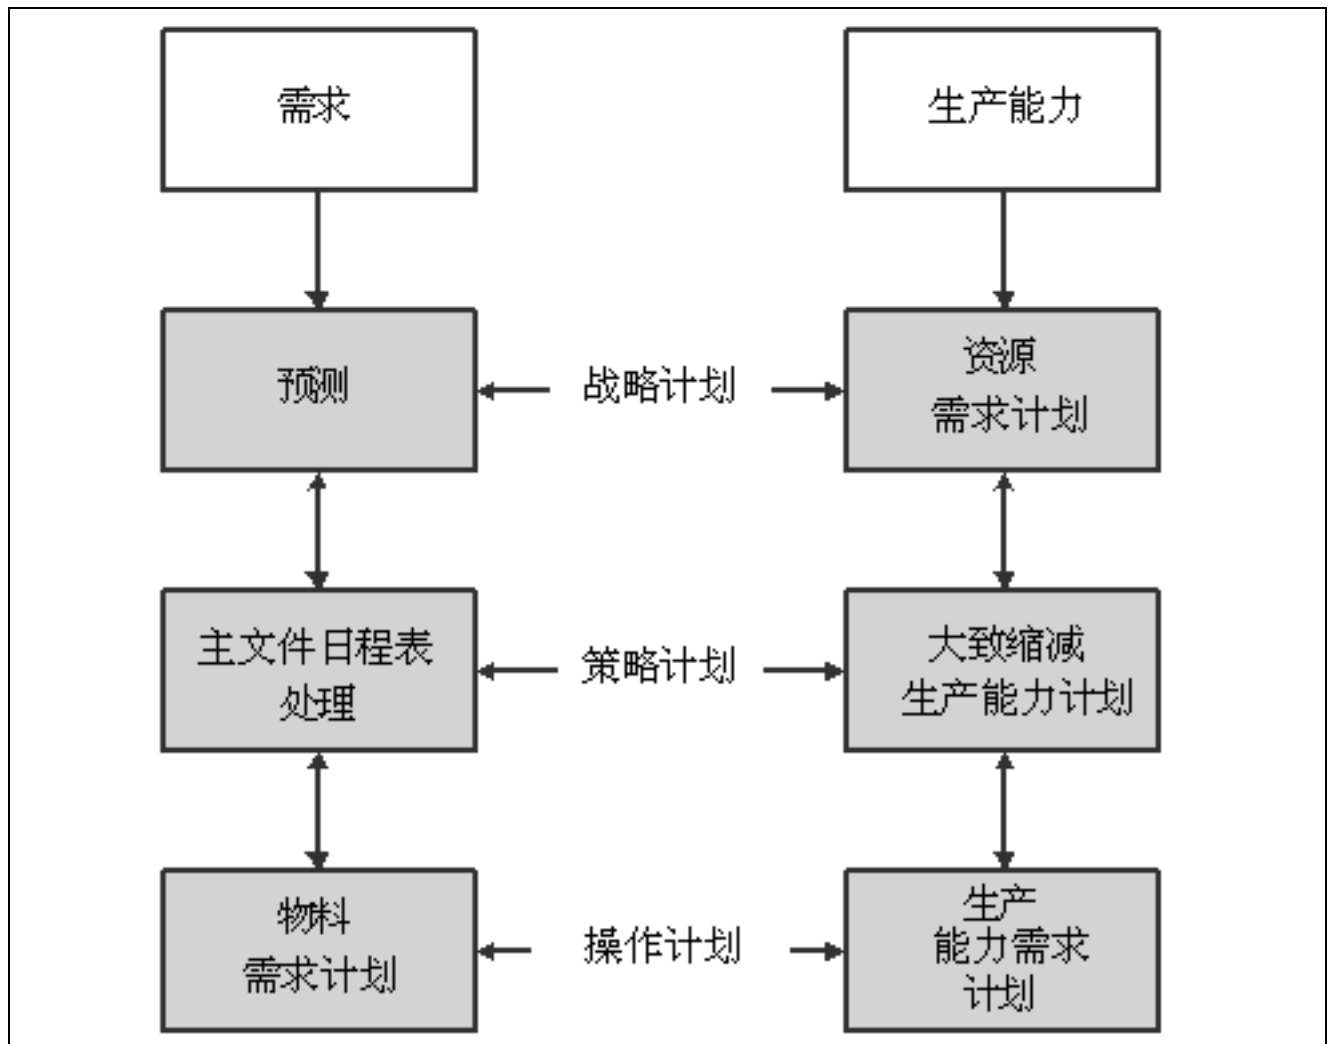 需求
生产能力
预测
战略计划
资源
需求计划
主文件日程表
处理
策略计划
大致缩减
生产能力计划
物料
需求计划
操作计划
生产
能力需求
计划